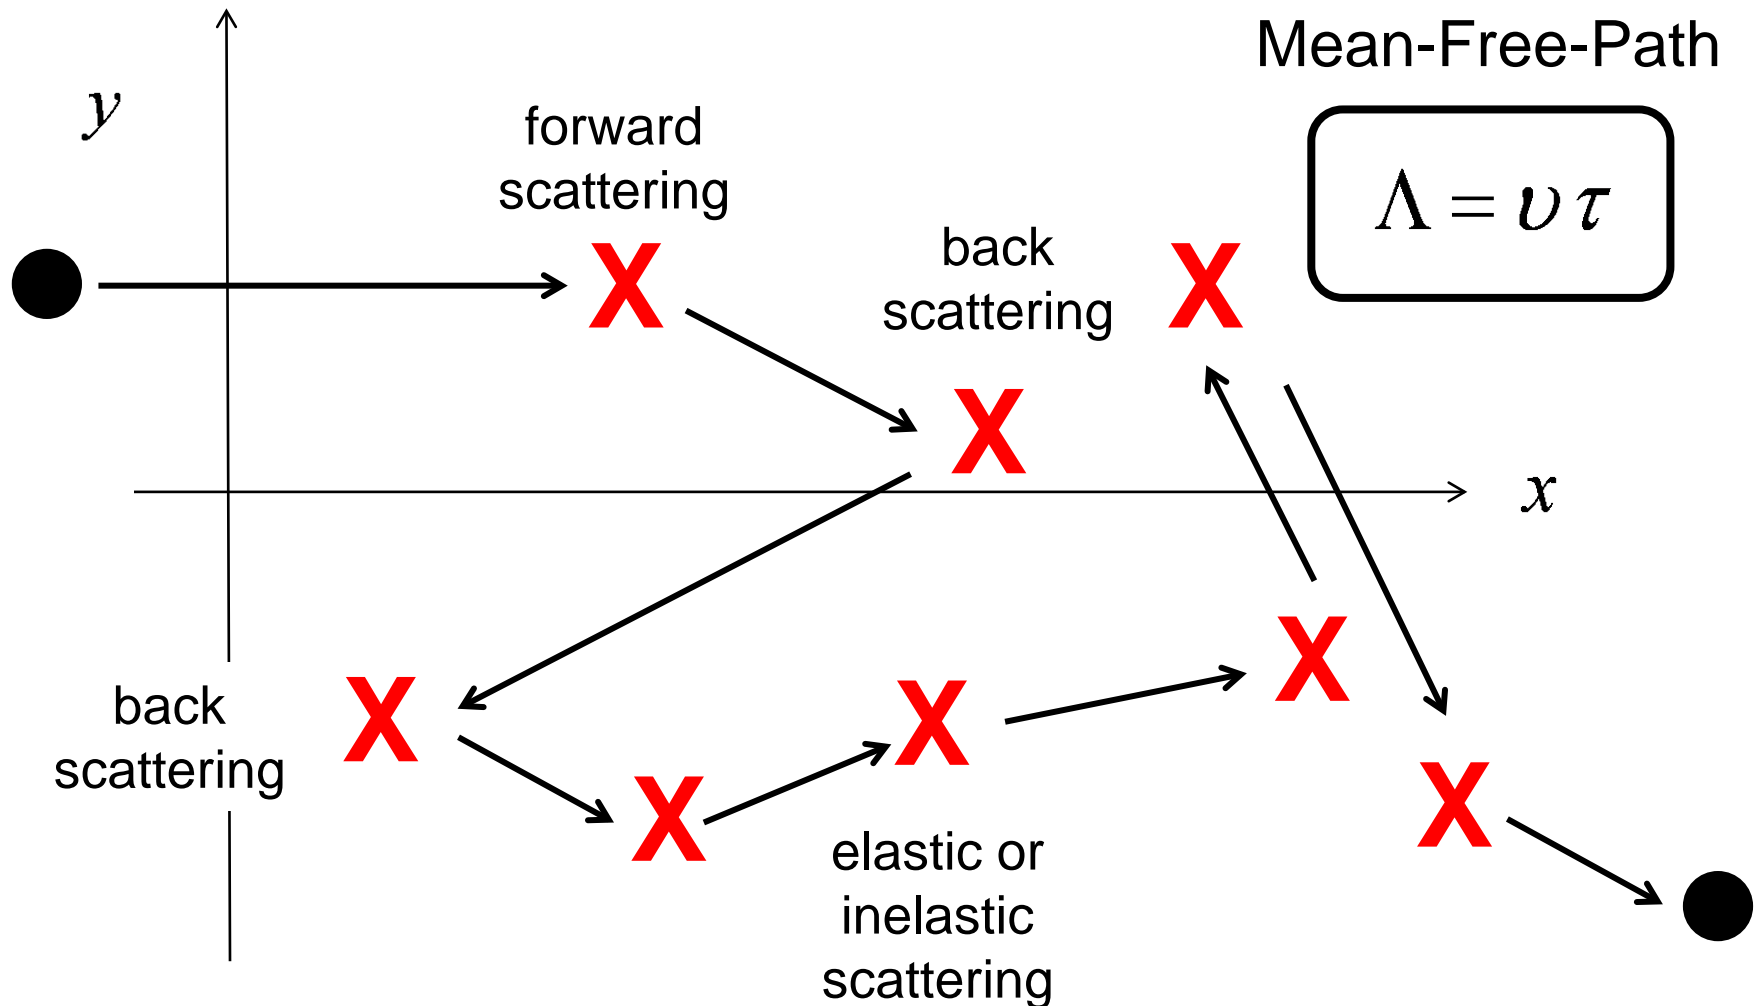 Mean-Free-Path
Λ = υ τ
y
forward
scattering
back
scattering
x
back
scattering
elastic or
inelastic
scattering